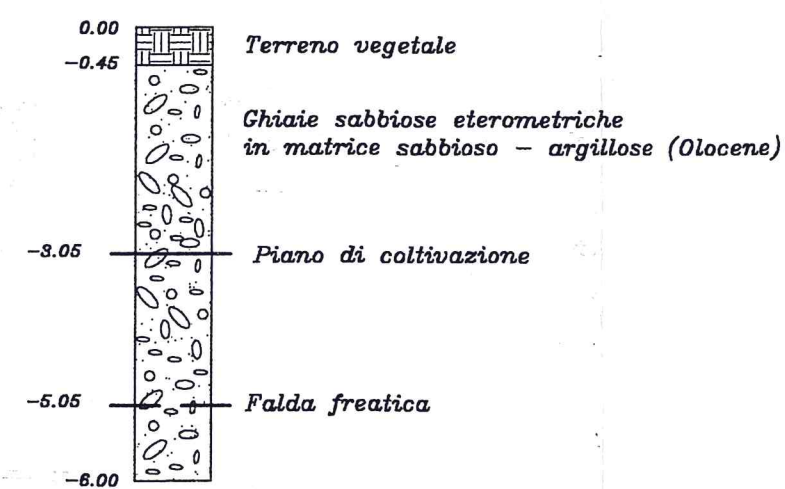 0.00
Terreno vegetale
-0.45
Ghiaie sabbiose eterometriche
in matrice sabbioso - argillose (Olocene)
-3.05
Piano di coltivazione
-5.05
Falda freatica
-6.00